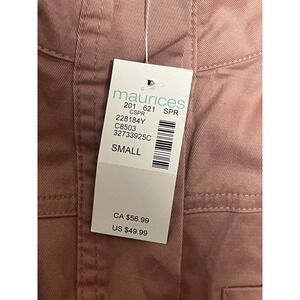 maurices
201 621 SPR
CSPR
228184Y
C8503
32733925C
SMALL
CA $56.99
US $49.99